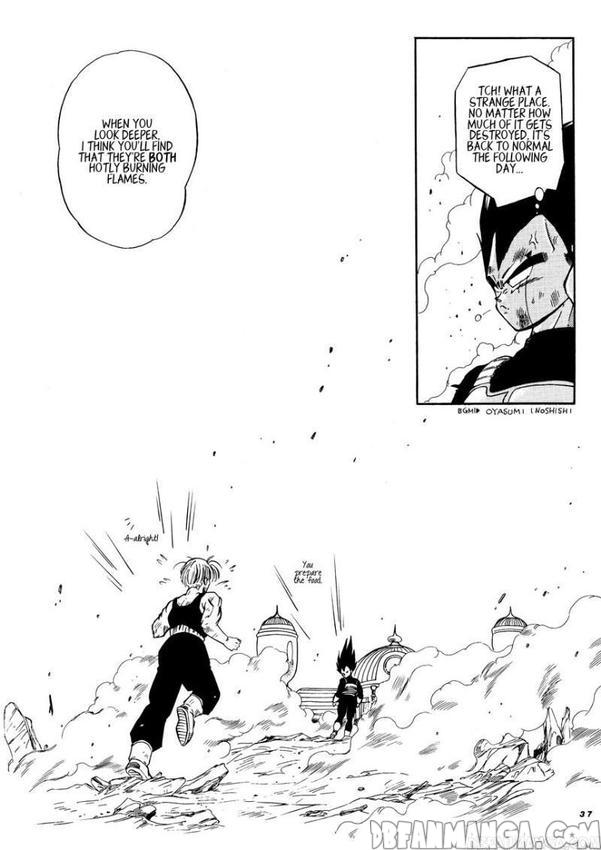 TCH! WHAT A
STRANGE PLACE.
NO MATTER HOW
MUCH OF IT GETS
DESTROYED, IT'S
BACK TO NORMAL
THE FOLLOWING
DAY...
BGM▶ OYASUMI INOSHISHI
WHEN YOU
LOOK DEEPER,
I THINK YOU'LL FIND
THAT THEY'RE BOTH
HOTLY BURNING
FLAMES.
You
prepare
the food.
A-alright!
37
DBFANMANGA.COM